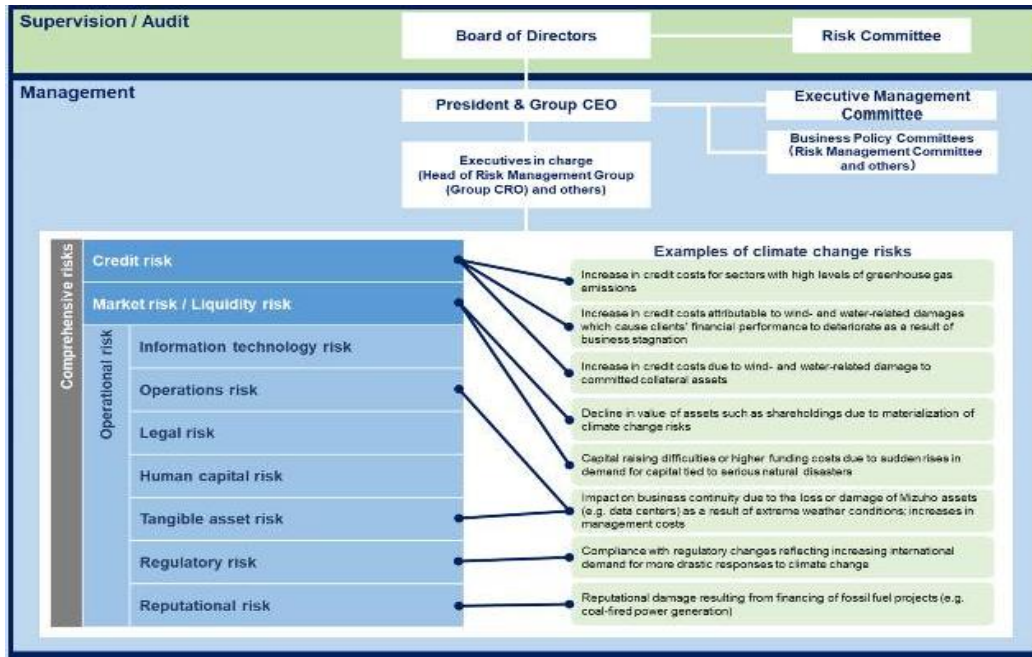 Supervision / Audit
Board of Directors
Risk Committee
Management
President & Group CEO
Executive Management
Committee
Business Policy Committees
(Risk Management Committee
and others)
Executives in charge
(Head of Risk Management Group
(Group CRO) and others)
Comprehensive risks
Credit risk
Market risk / Liquidity risk
Operational risk
Information technology risk
Operations risk
Legal risk
Human capital risk
Tangible asset risk
Regulatory risk
Reputational risk
Examples of climate change risks
Increase in credit costs for sectors with high levels of greenhouse gas
emissions
Increase in credit costs attributable to wind- and water-related damages
which cause clients' financial performance to deteriorate as a result of
business stagnation
Increase in credit costs due to wind- and water-related damage to
committed collateral assets
Decline in value of assets such as shareholdings due to materialization of
climate change risks
Capital raising difficulties or higher funding costs due to sudden rises in
demand for capital tied to serious natural disasters
Impact on business continuity due to the loss or damage of Mizuho assets
(e.g. data centers) as a result of extreme weather conditions; increases in
management costs
Compliance with regulatory changes reflecting increasing international
demand for more drastic responses to climate change
Reputational damage resulting from financing of fossil fuel projects (e.g.
coal-fired power generation)